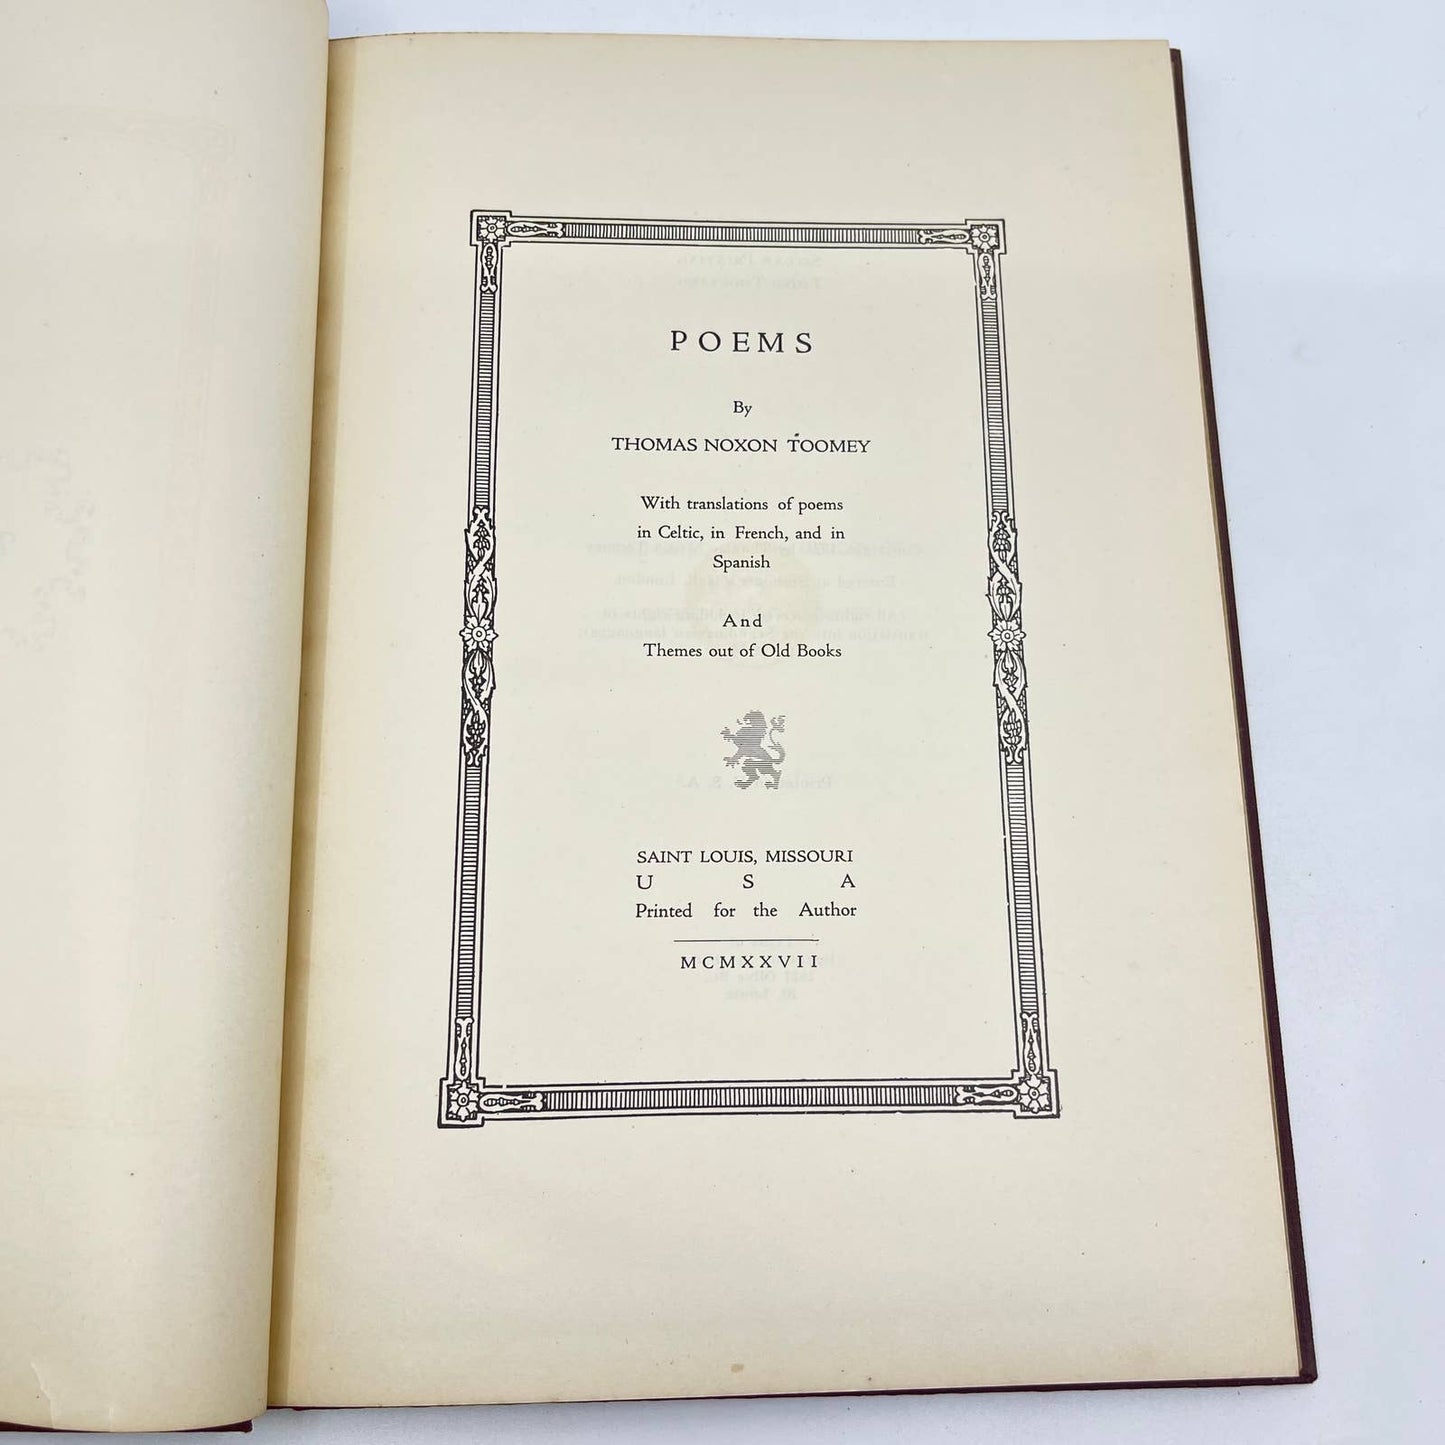 POEMS
By
THOMAS NOXON TOOMEY
With translations of poems
in Celtic, in French, and in
Spanish
And
Themes out of Old Books
SAINT LOUIS, MISSOURI
U S A
Printed for the Author
MCMXXVII